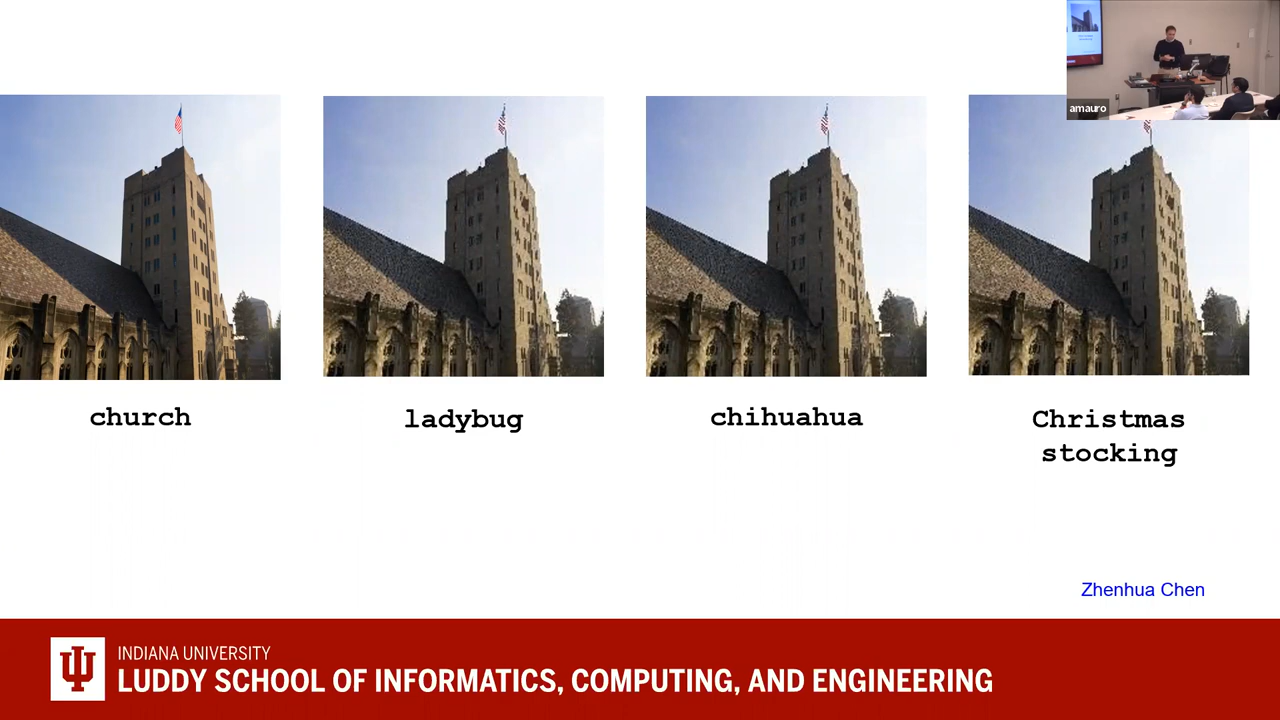 amauro
church
ladybug
chihuahua
Christmas
stocking
Zhenhua Chen
INDIANA UNIVERSITY
LUDDY SCHOOL OF INFORMATICS, COMPUTING, AND ENGINEERING